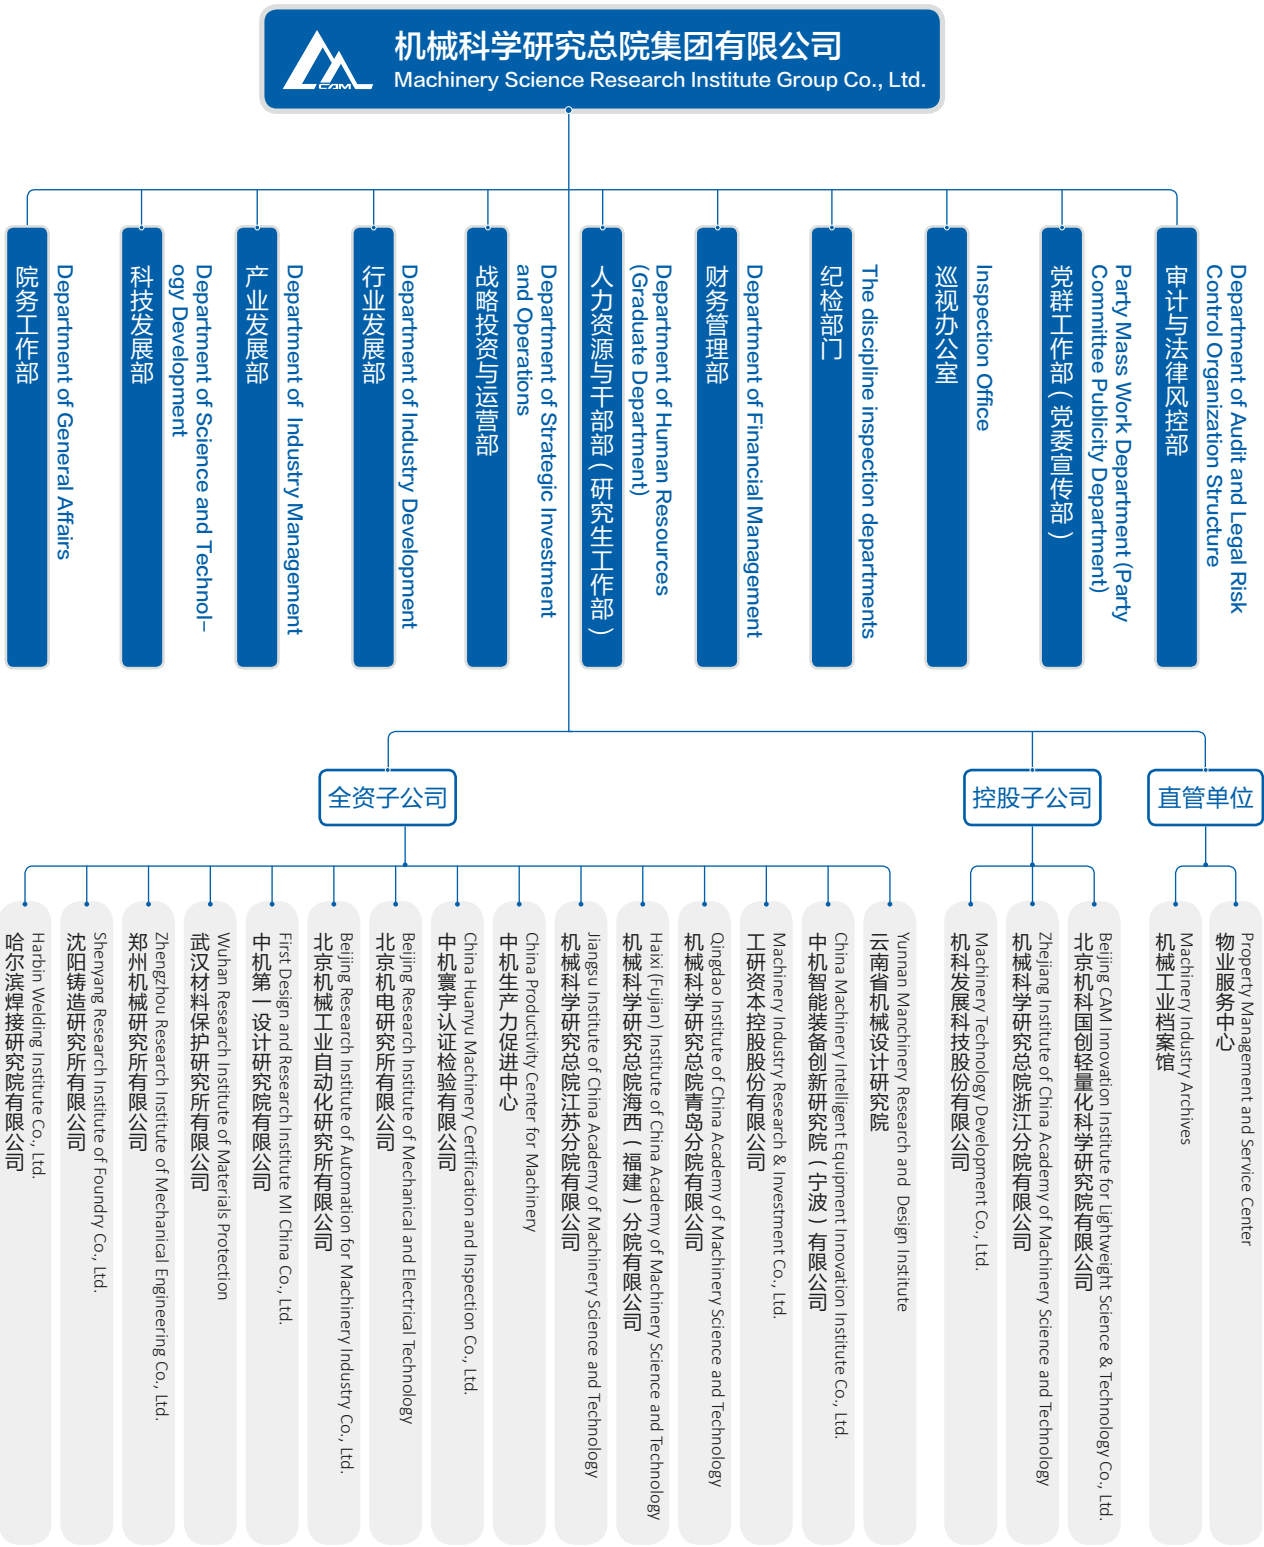 机械科学研究总院集团有限公司
CAM
Machinery Science Research Institute Group Co., Ltd.
院务工作部
Department of General Affairs
科技发展部
Department of Science and Technol-
ogy Development
产业发展部
Department of Industry Management
行业发展部
Department of Industry Development
战略投资与运营部
Department of Strategic Investment
and Operations
人力资源与干部部(研究生工作部)
Department of Human Resources
(Graduate Department)
财务管理部
Department of Financial Management
纪检部门
The discipline inspection departments
巡视办公室
Inspection Office
党群工作部(党委宣传部)
Party Mass Work Department (Party
Committee Publicity Department)
审计与法律风控部
Department of Audit and Legal Risk
Control Organization Structure
全资子公司
控股子公司
直管单位
哈尔滨焊接研究院有限公司
Harbin Welding Institute Co., Ltd.
沈阳铸造研究所有限公司
Shenyang Research Institute of Foundry Co., Ltd.
郑州机械研究所有限公司
Zhengzhou Research Institute of Mechanical Engineering Co., Ltd.
武汉材料保护研究所有限公司
Wuhan Research Institute of Materials Protection
中机第一设计研究院有限公司
First Design and Research Institute MI China Co., Ltd.
北京机械工业自动化研究所有限公司
Beijing Research Institute of Automation for Machinery Industry Co., Ltd.
北京机电研究所有限公司
Beijing Research Institute of Mechanical and Electrical Technology
中机寰宇认证检验有限公司
China Huanyu Machinery Certification and Inspection Co., Ltd.
中机生产力促进中心
China Productivity Center for Machinery
机械科学研究总院江苏分院有限公司
Jiangsu Institute of China Academy of Machinery Science and Technology
机械科学研究总院海西(福建)分院有限公司
Haixi (Fujian) Institute of China Academy of Machinery Science and Technology
机械科学研究总院青岛分院有限公司
Qingdao Institute of China Academy of Machinery Science and Technology
工研资本控股股份有限公司
Machinery Industry Research & Investment Co., Ltd.
中机智能装备创新研究院(宁波)有限公司
China Machinery Intelligent Equipment Innovation Institute Co., Ltd.
云南省机械设计研究院
Yunnan Manchinery Research and Design Institute
机科发展科技股份有限公司
Machinery Technology Development Co., Ltd.
机械科学研究总院浙江分院有限公司
Zhejiang Institute of China Academy of Machinery Science and Technology
北京机科国创轻量化科学研究院有限公司
Beijing CAM Innovation Institute for Lightweight Science & Technology Co., Ltd.
机械工业档案馆
Machinery Industry Archives
物业服务中心
Property Management and Service Center